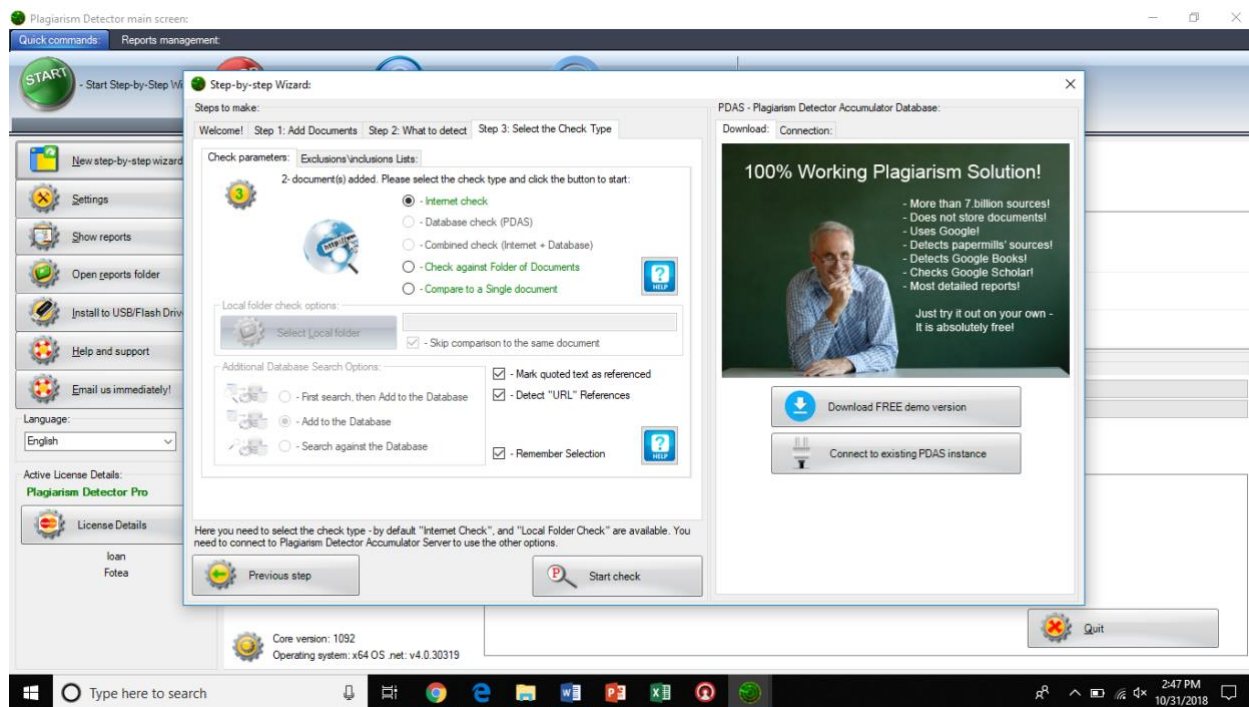 Plagiarism Detector main screen:
Quick commands: Reports management:
START
- Start Step-by-Step
Step-by-step Wizard:
Steps to make:
Welcome! Step 1: Add Documents Step 2: What to detect Step 3: Select the Check Type
Check parameters: Exclusions\inclusions Lists:
3
2- document(s) added. Please select the check type and click the button to start:
- Internet check
- Database check (PDAS)
- Combined check (Internet + Database)
- Check against Folder of Documents
- Compare to a Single document
?
HELP
Local folder check options:
Select Local folder
- Skip comparison to the same document
Additional Database Search Options:
- First search, then Add to the Database
- Add to the Database
- Search against the Database
- Mark quoted text as referenced
- Detect "URL" References
- Remember Selection
?
HELP
Here you need to select the check type - by default "Internet Check", and "Local Folder Check" are available. You
need to connect to Plagiarism Detector Accumulator Server to use the other options.
Previous step
Start check
PDAS - Plagiarism Detector Accumulator Database:
Download: Connection:
100% Working Plagiarism Solution!
- More than 7.billion sources!
- Does not store documents!
- Uses Google!
- Detects papermills' sources!
- Detects Google Books!
- Checks Google Scholar!
- Most detailed reports!
Just try it out on your own -
It is absolutely free!
Download FREE demo version
Connect to existing PDAS instance
New step-by-step wizard
Settings
Show reports
Open reports folder
Install to USB/Flash Driv
Help and support
Email us immediately!
Language:
English
Active License Details:
Plagiarism Detector Pro
License Details
Ioan
Fotea
Core version: 1092
Operating system: x64 OS .net: v4.0.30319
Quit
Type here to search
2:47 PM
10/31/2018